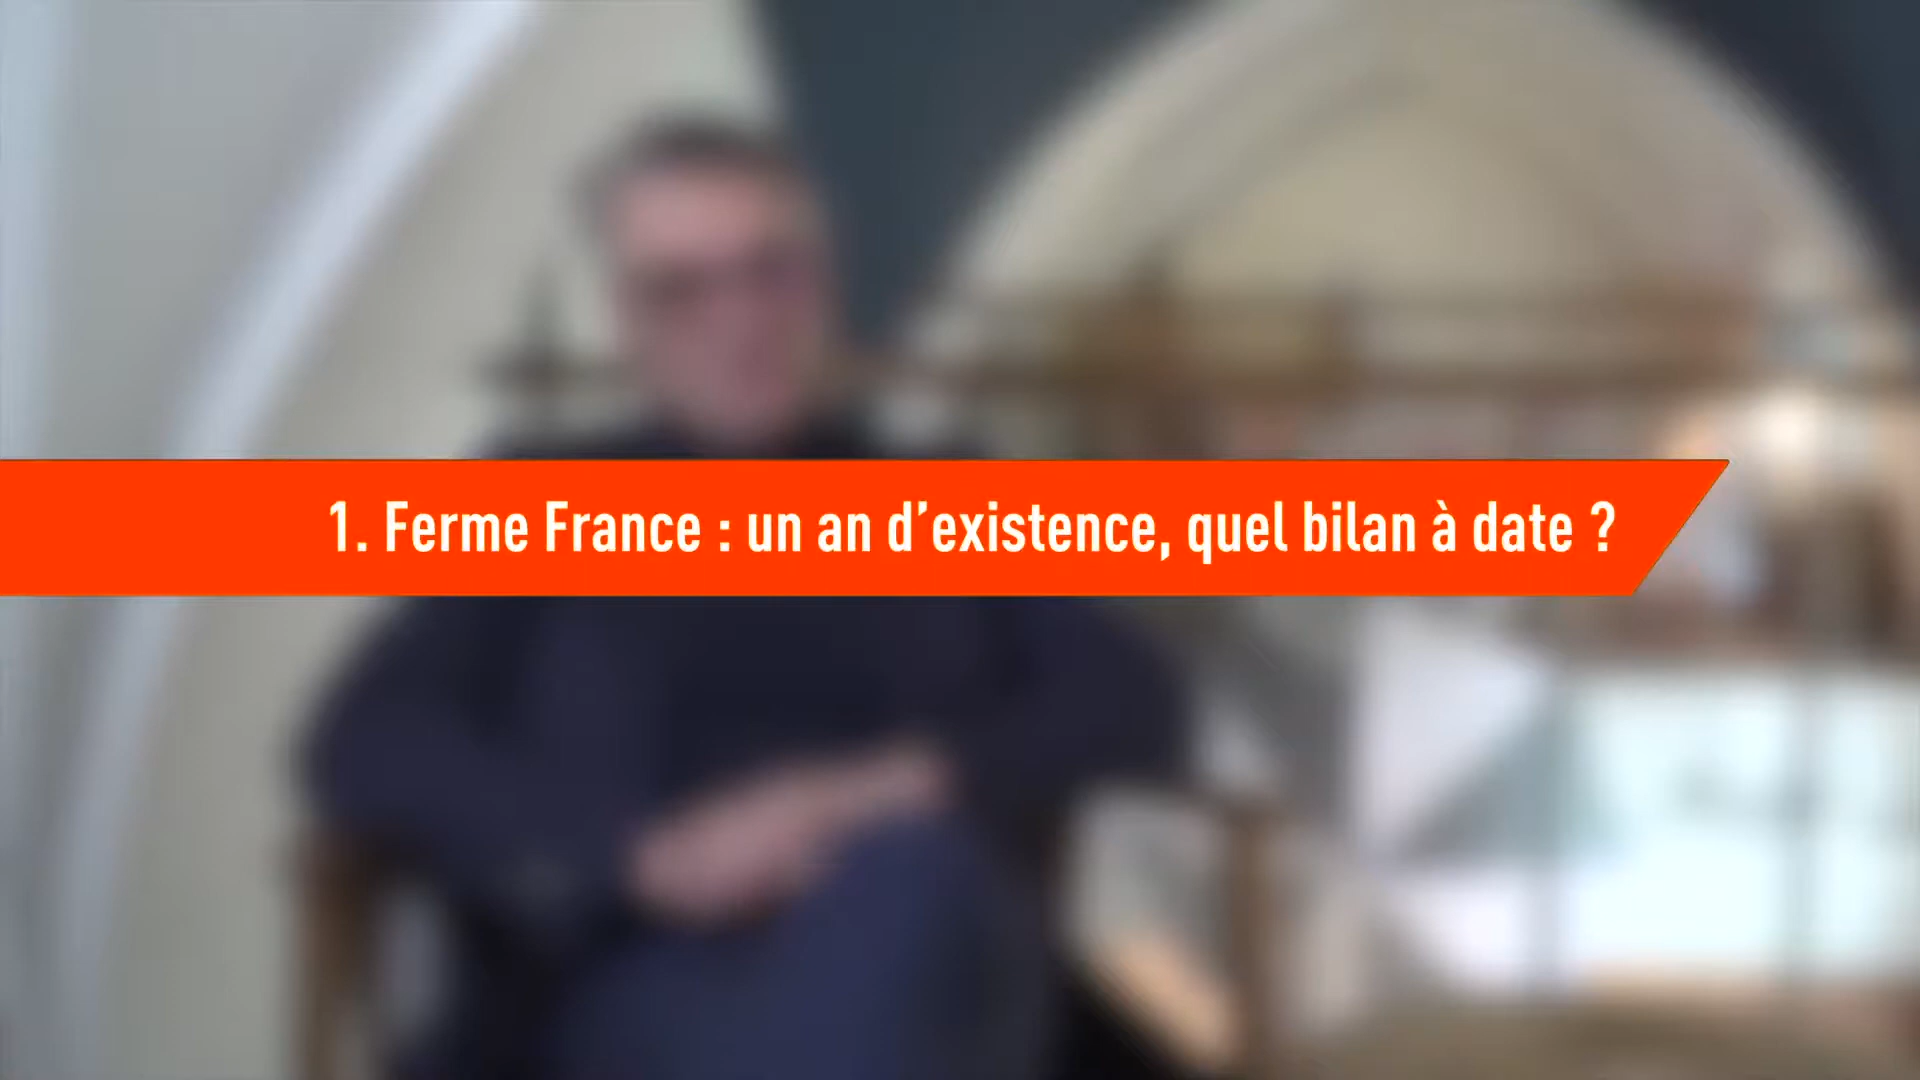 1. Ferme France : un an d’existence, quel bilan à date ?